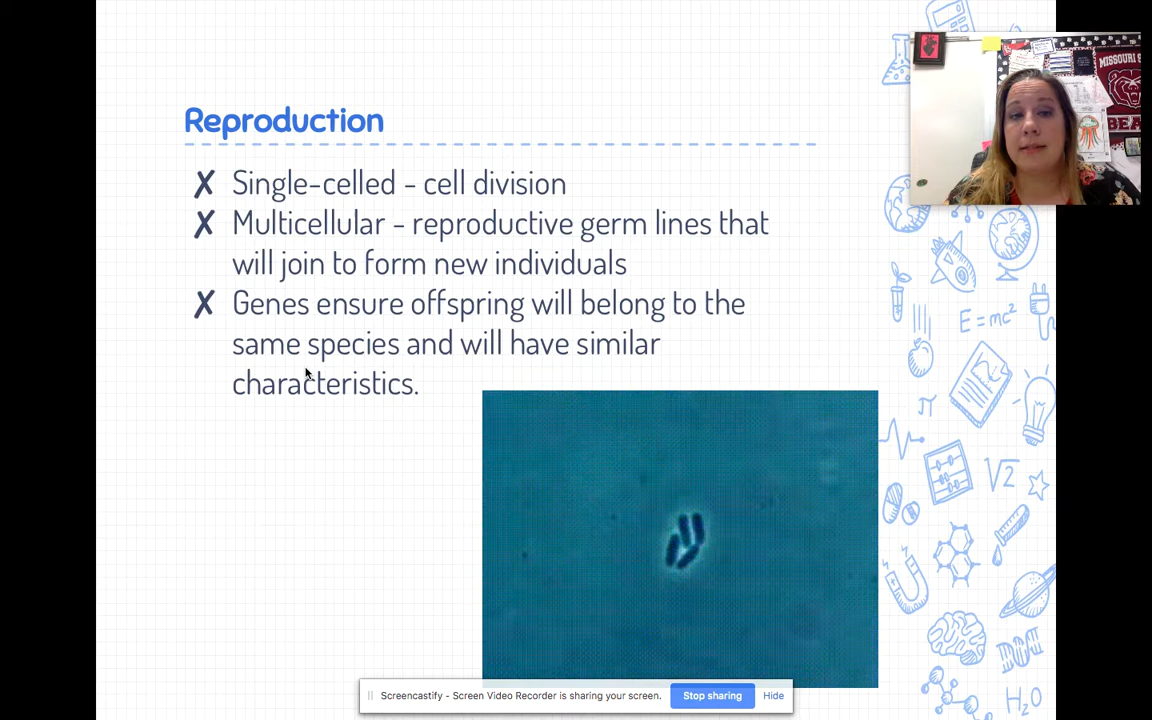 Reproduction
✗ Single-celled - cell division
✗ Multicellular - reproductive germ lines that
will join to form new individuals
✗ Genes ensure offspring will belong to the
same species and will have similar
characteristics.
MISSOURI S
BEA
E=mc²
π
√2
H₂O
Screencastify - Screen Video Recorder is sharing your screen.
Stop sharing
Hide